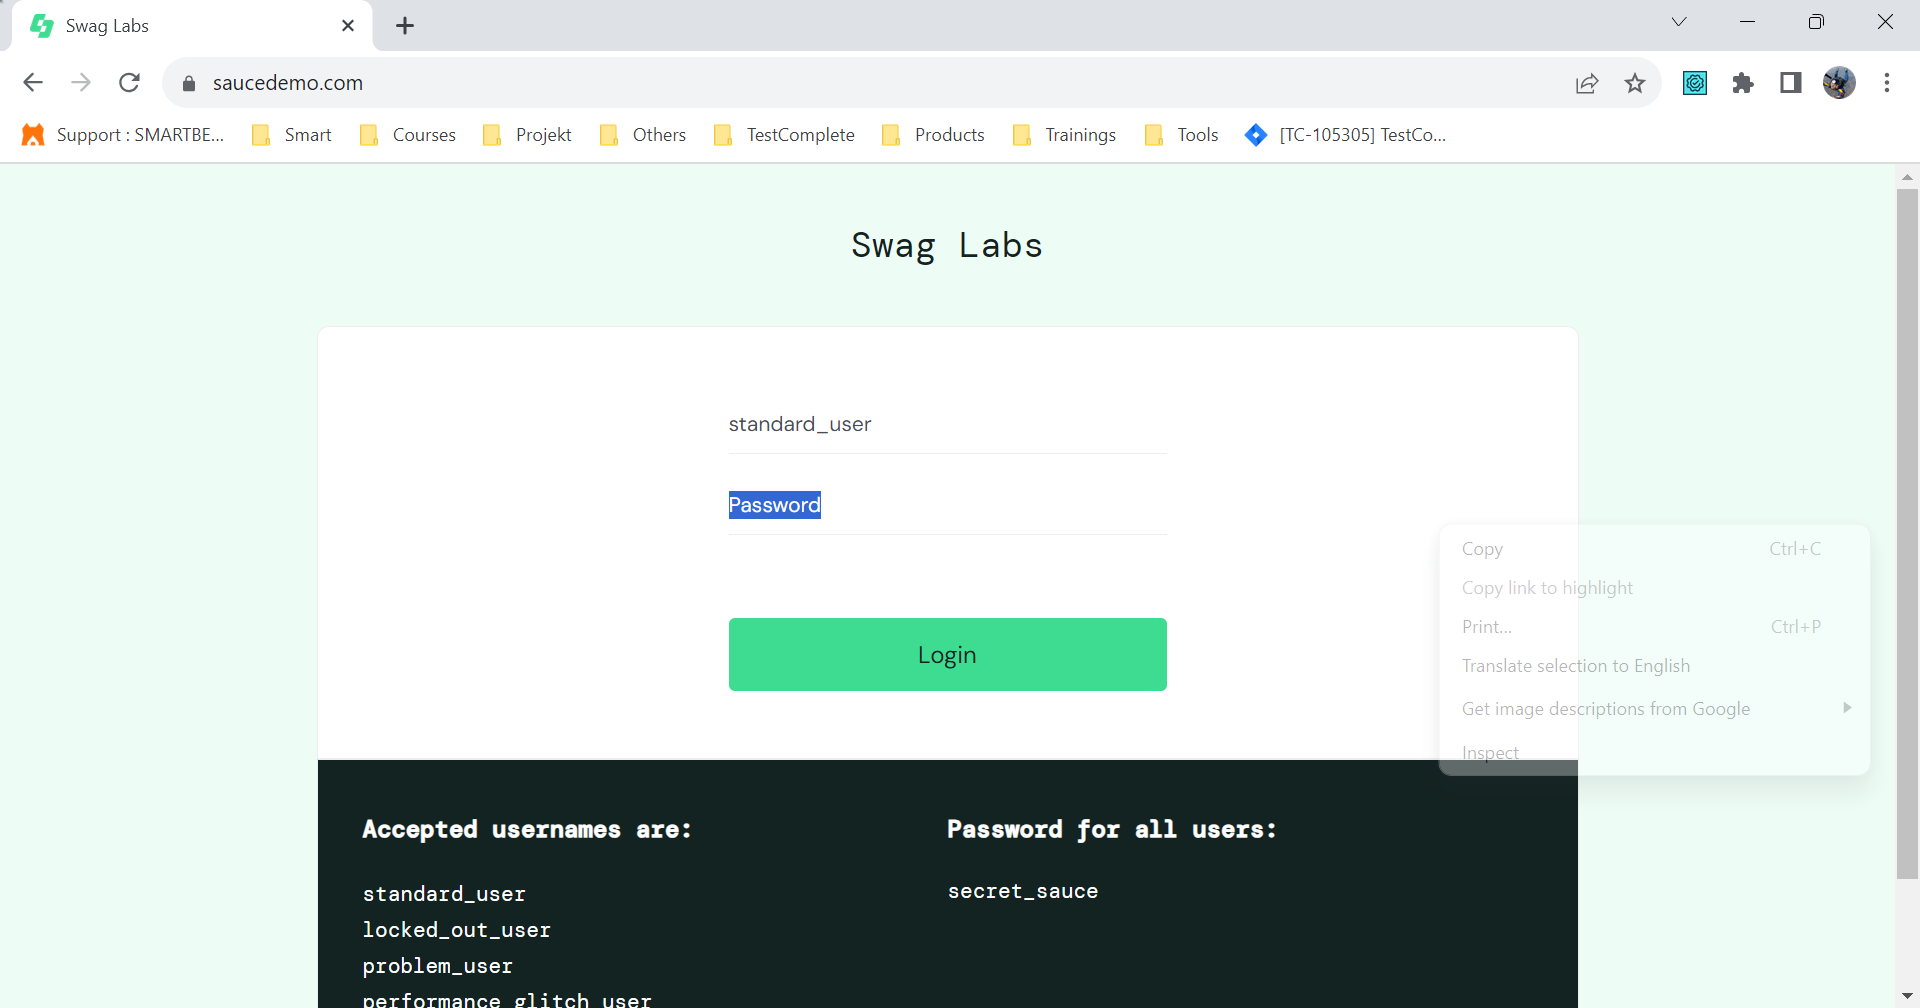 Swag Labs
saucedemo.com
Support : SMARTBE... Smart Courses Projekt Others TestComplete Products Trainings Tools [TC-105305] TestCo...
Swag Labs
standard_user
Password
Login
Copy Ctrl+C
Copy link to highlight
Print... Ctrl+P
Translate selection to English
Get image descriptions from Google
Inspect
Accepted usernames are:
standard_user
locked_out_user
problem_user
performance_glitch_user
Password for all users:
secret_sauce